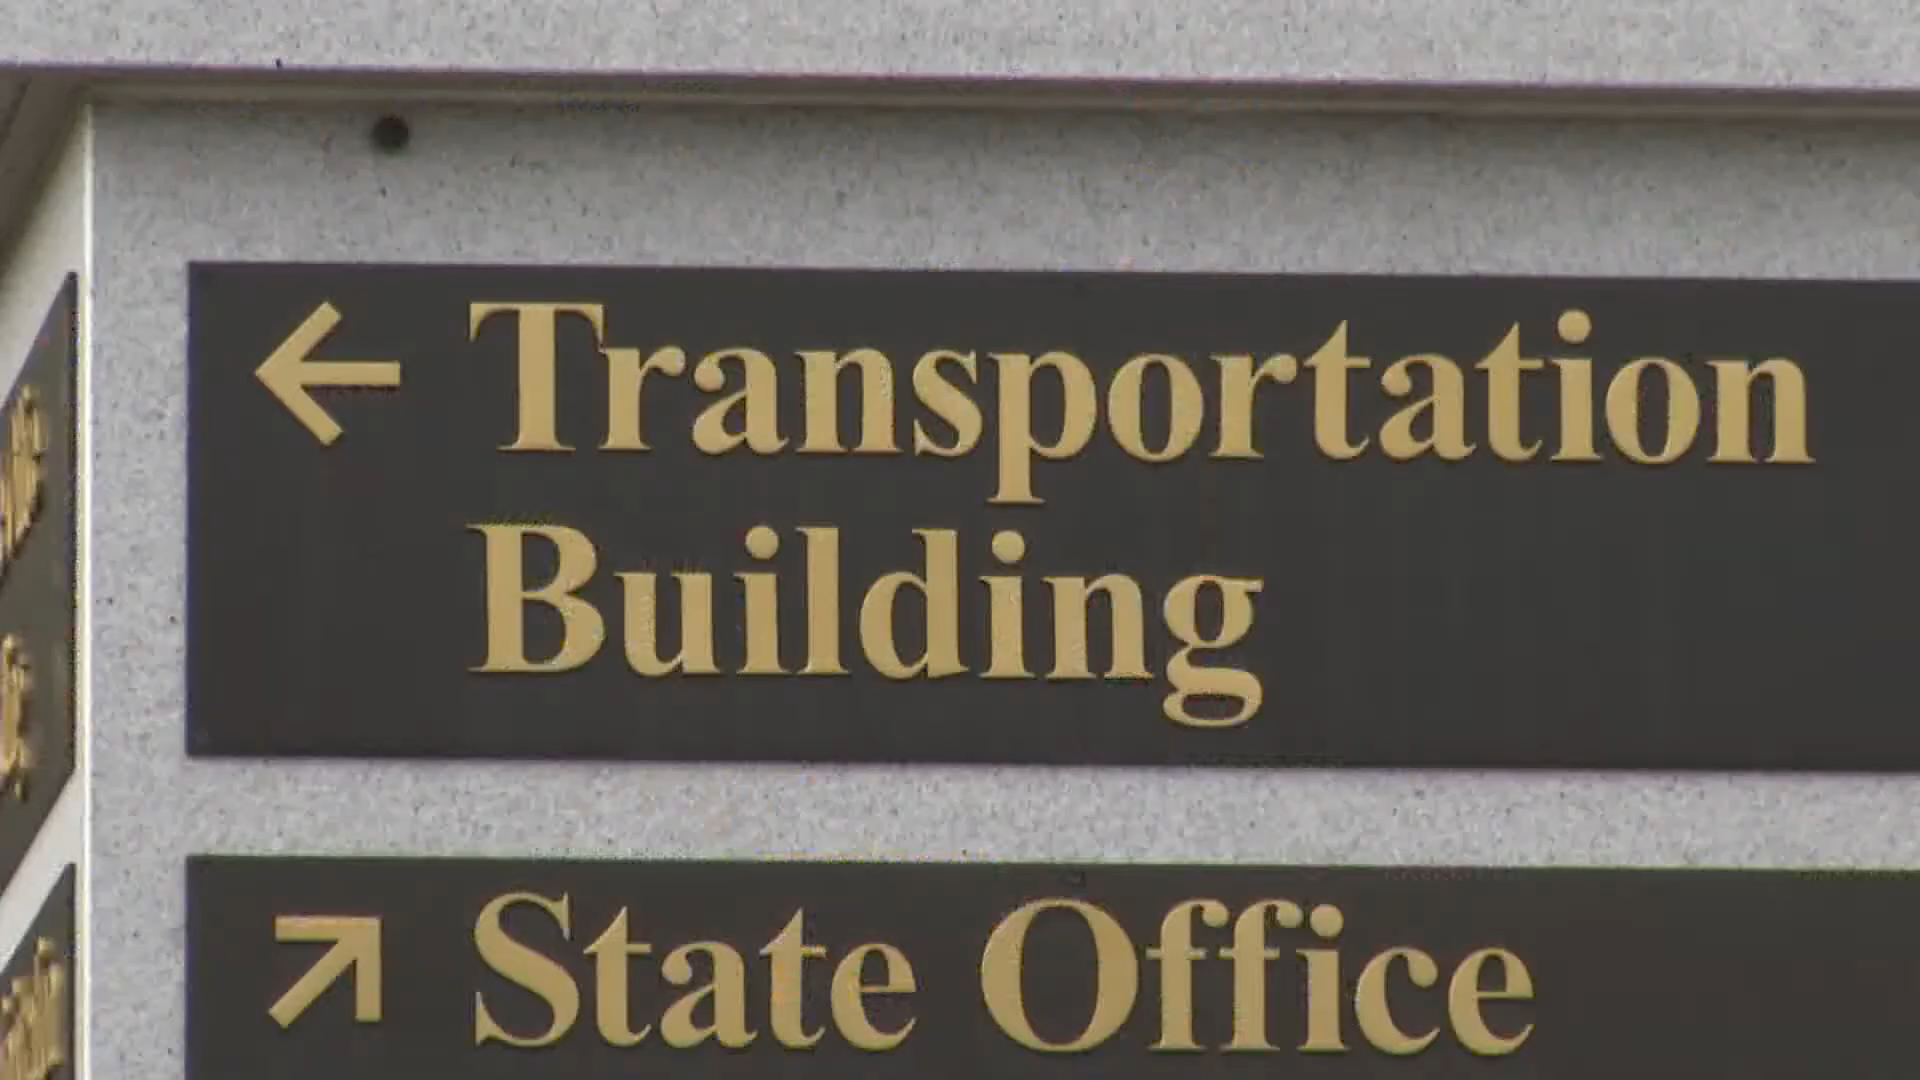 ← Transportation
Building
↗ State Office